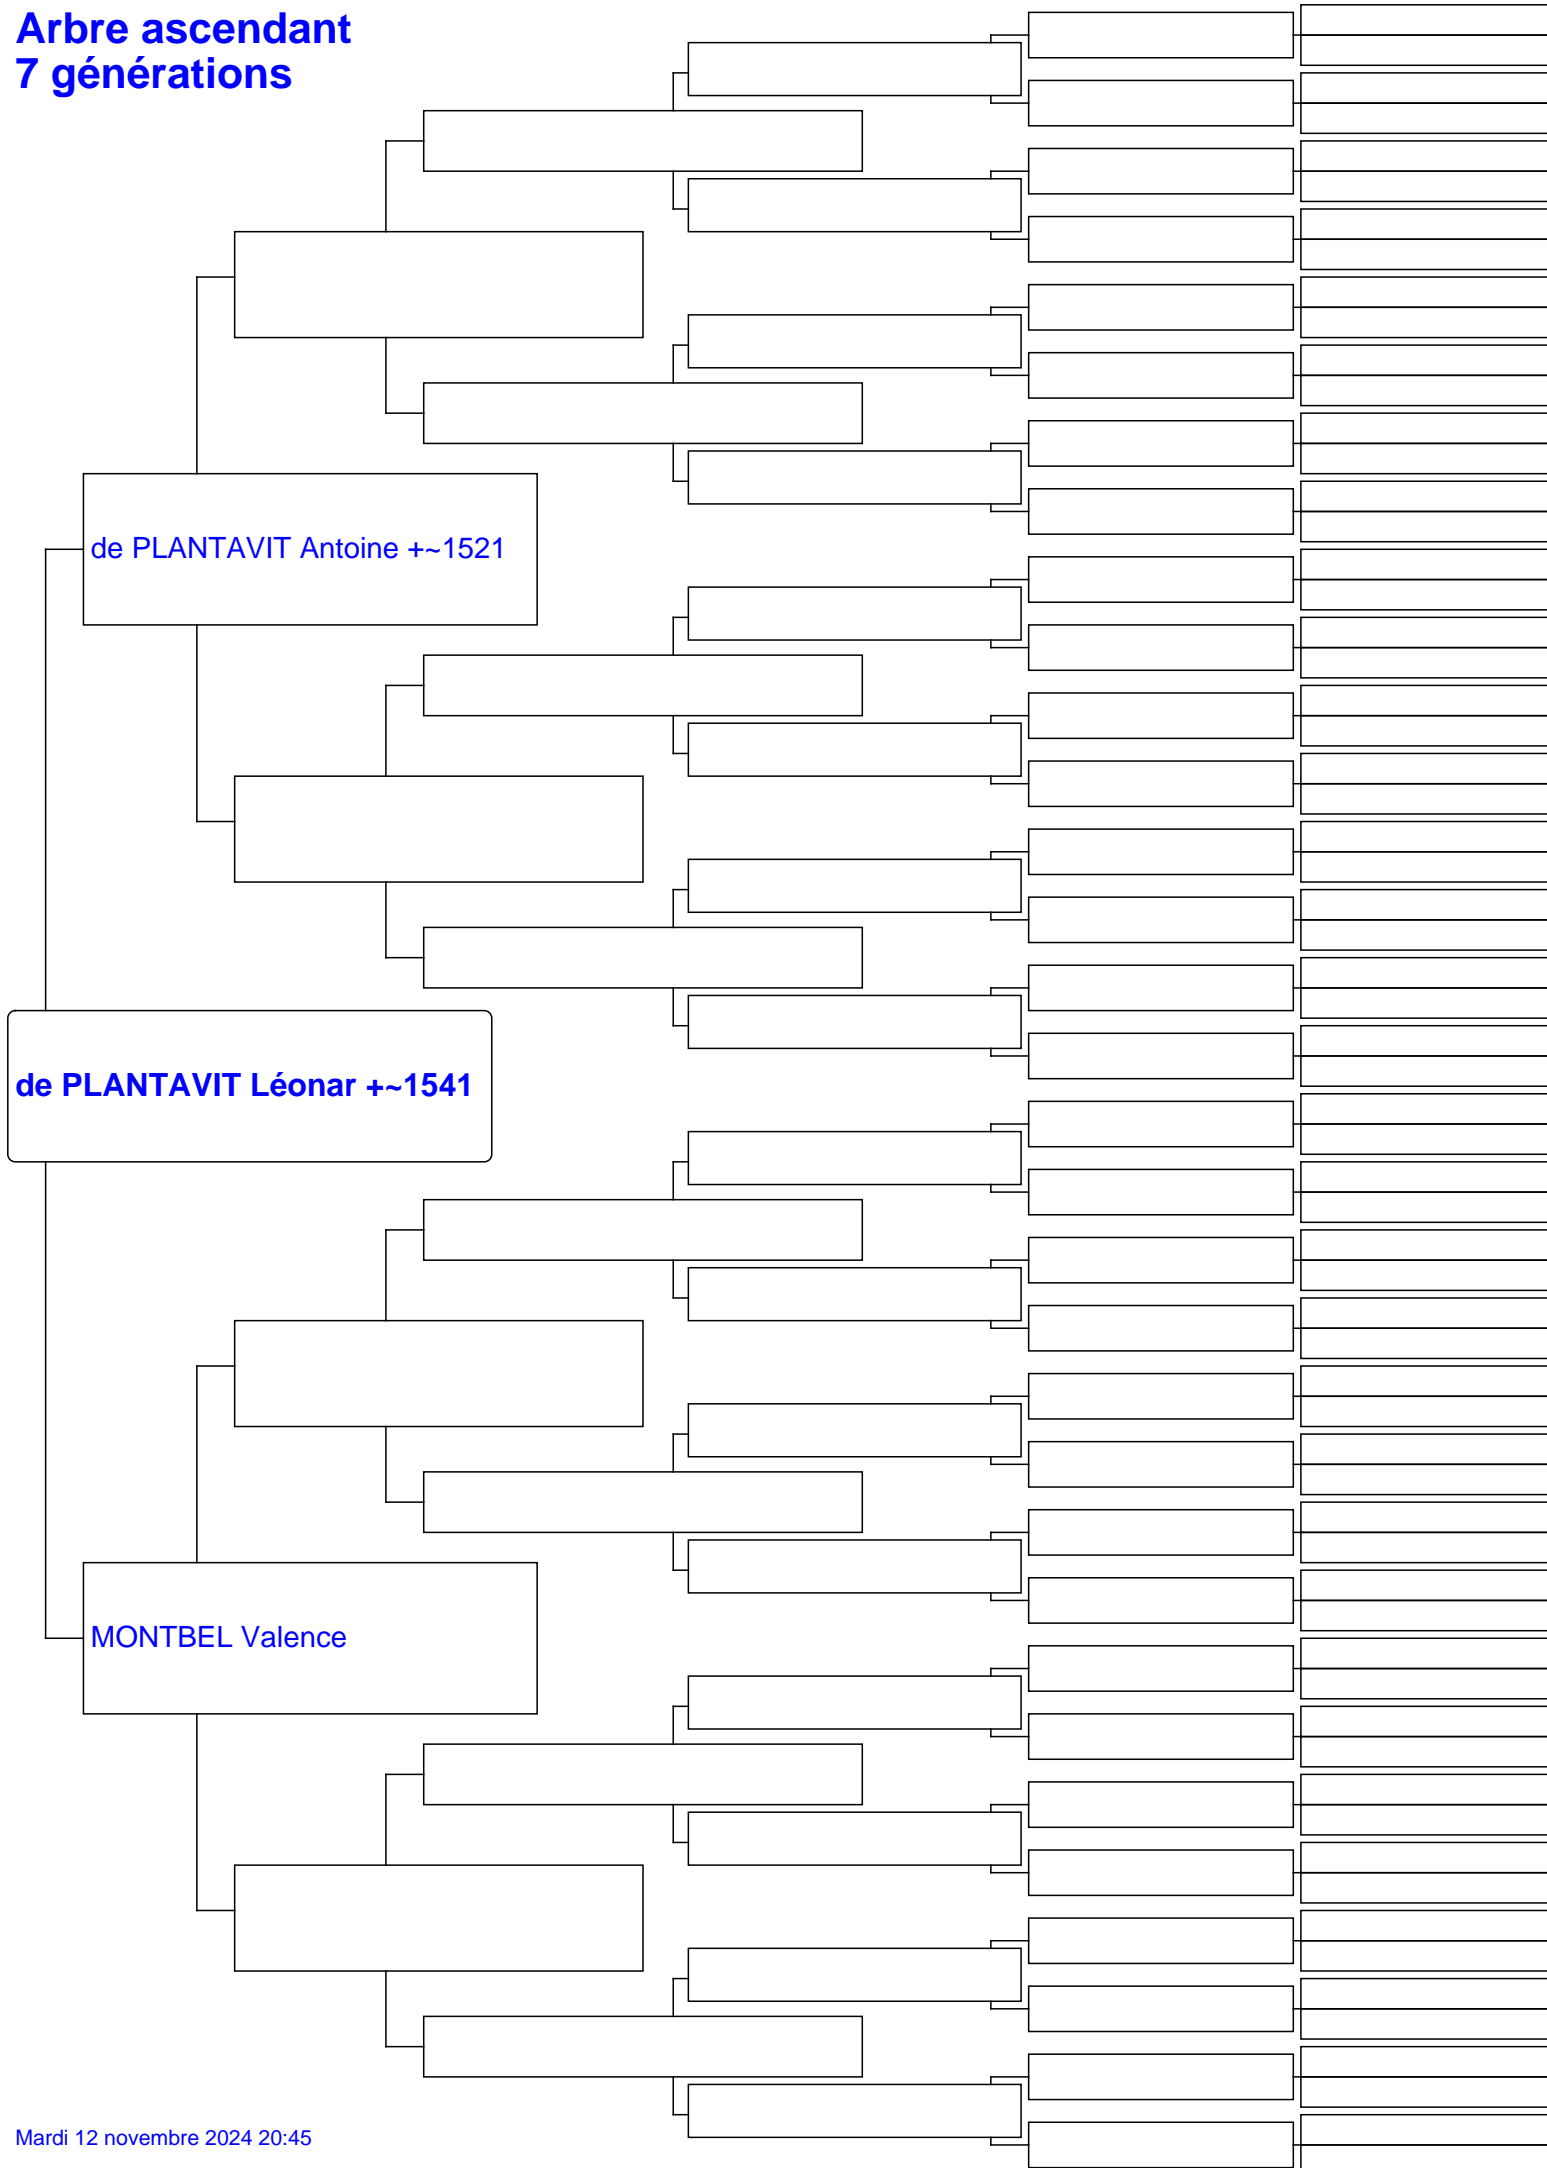 Arbre ascendant
7 générations
de PLANTAVIT Antoine +~1521
de PLANTAVIT Léonar +~1541
MONTBEL Valence
Mardi 12 novembre 2024 20:45